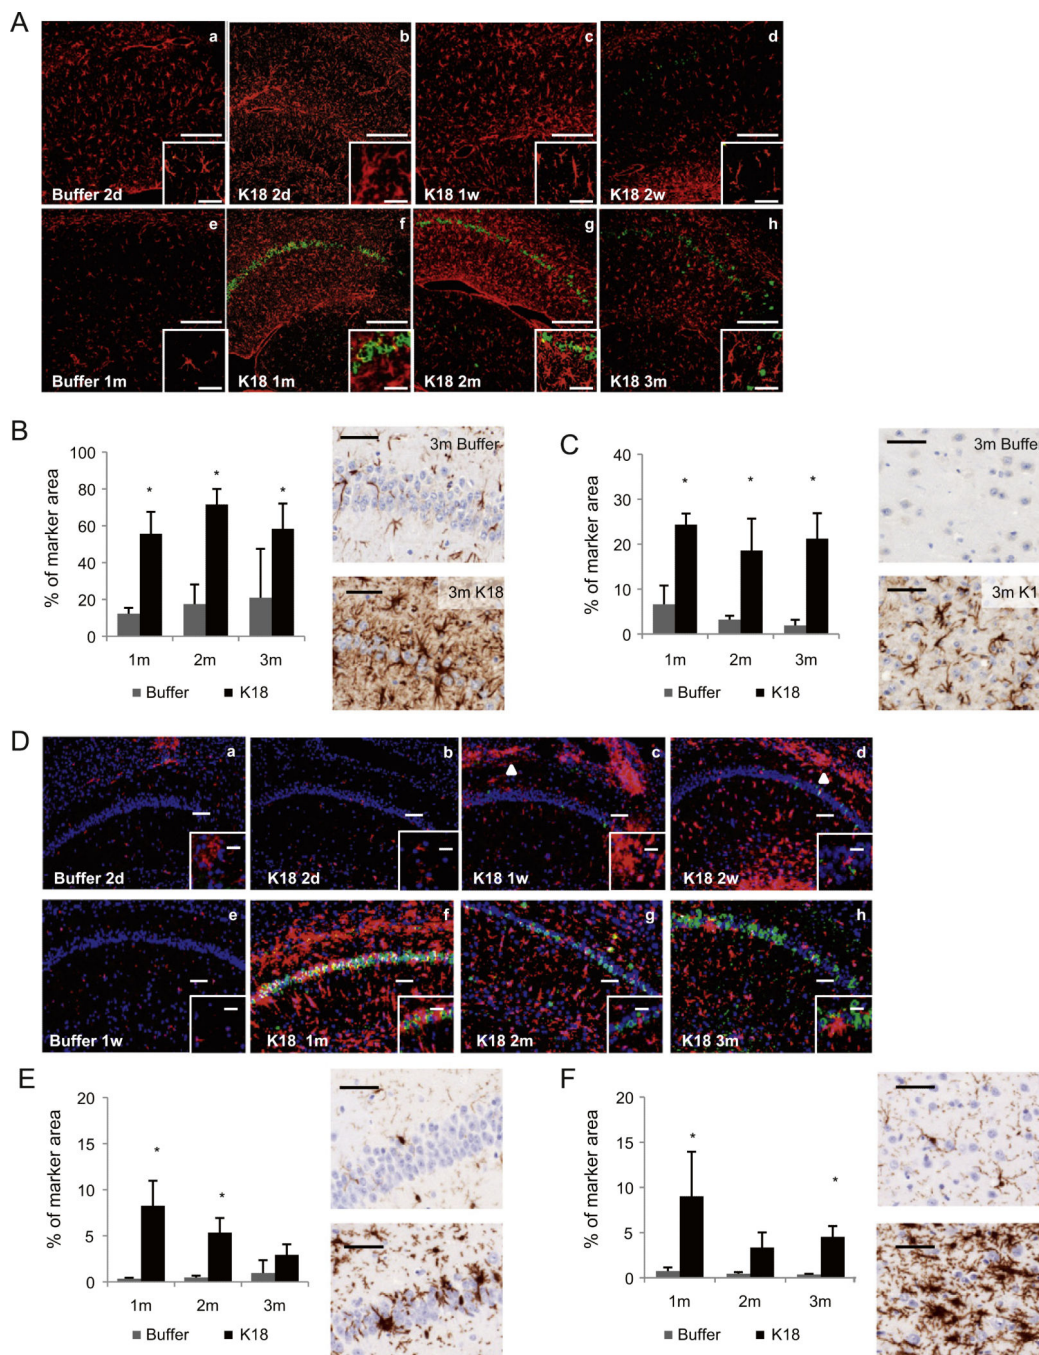 A
a
b
c
d
Buffer 2d
K18 2d
K18 1w
K18 2w
e
f
g
h
Buffer 1m
K18 1m
K18 2m
K18 3m
B
% of marker area
100
80
60
40
20
0
*
*
*
1m
2m
3m
Buffer
K18
3m Buffer
3m K18
C
% of marker area
40
30
20
10
0
*
*
*
1m
2m
3m
Buffer
K18
3m Buffe
3m K1
D
a
b
c
d
Buffer 2d
K18 2d
K18 1w
K18 2w
e
f
g
h
Buffer 1w
K18 1m
K18 2m
K18 3m
E
% of marker area
20
15
10
5
0
*
*
1m
2m
3m
Buffer
K18
F
% of marker area
20
15
10
5
0
*
*
1m
2m
3m
Buffer
K18